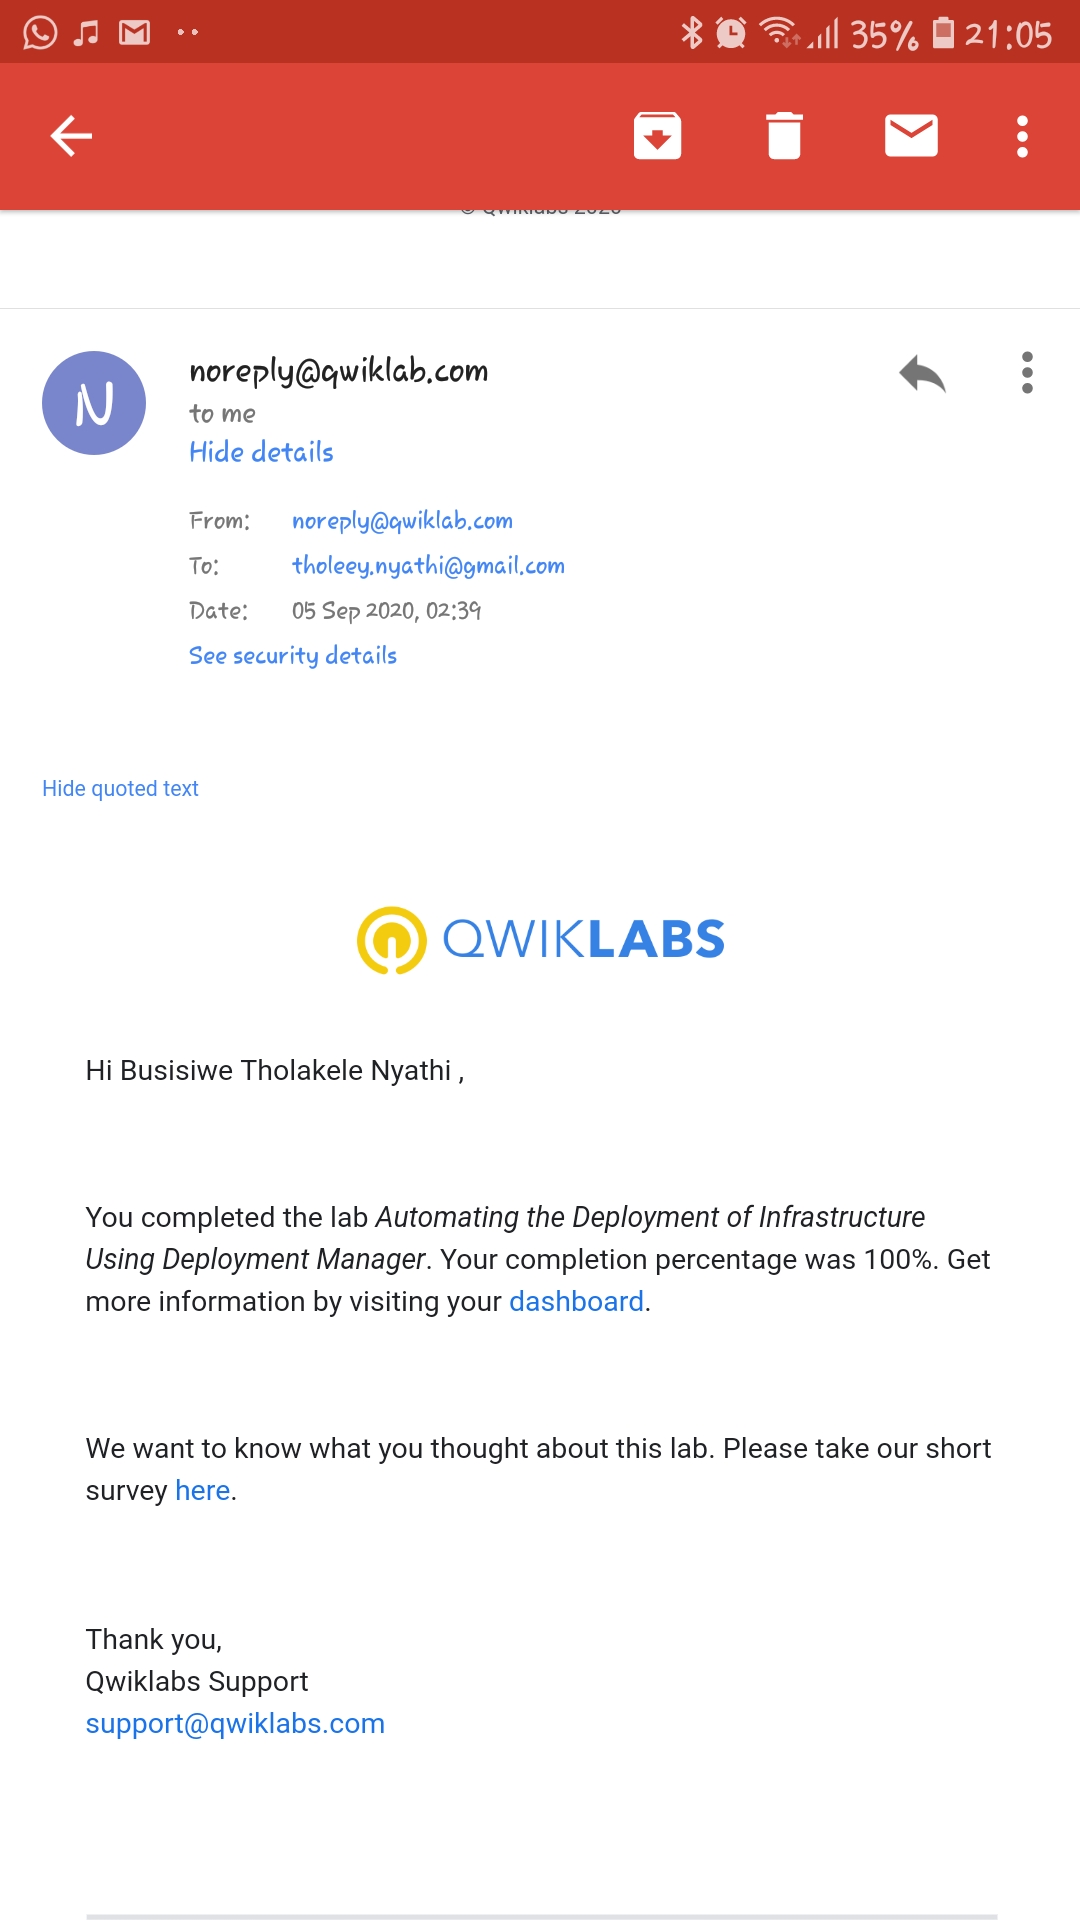 35% 21:05
© Qwiklabs 2020
N
noreply@qwiklab.com
to me
Hide details
From: noreply@qwiklab.com
To: tholeey.nyathi@gmail.com
Date: 05 Sep 2020, 02:39
See security details
Hide quoted text
QWIKLABS
Hi Busisiwe Tholakele Nyathi ,
You completed the lab Automating the Deployment of Infrastructure
Using Deployment Manager. Your completion percentage was 100%. Get
more information by visiting your dashboard.
We want to know what you thought about this lab. Please take our short
survey here.
Thank you,
Qwiklabs Support
support@qwiklabs.com